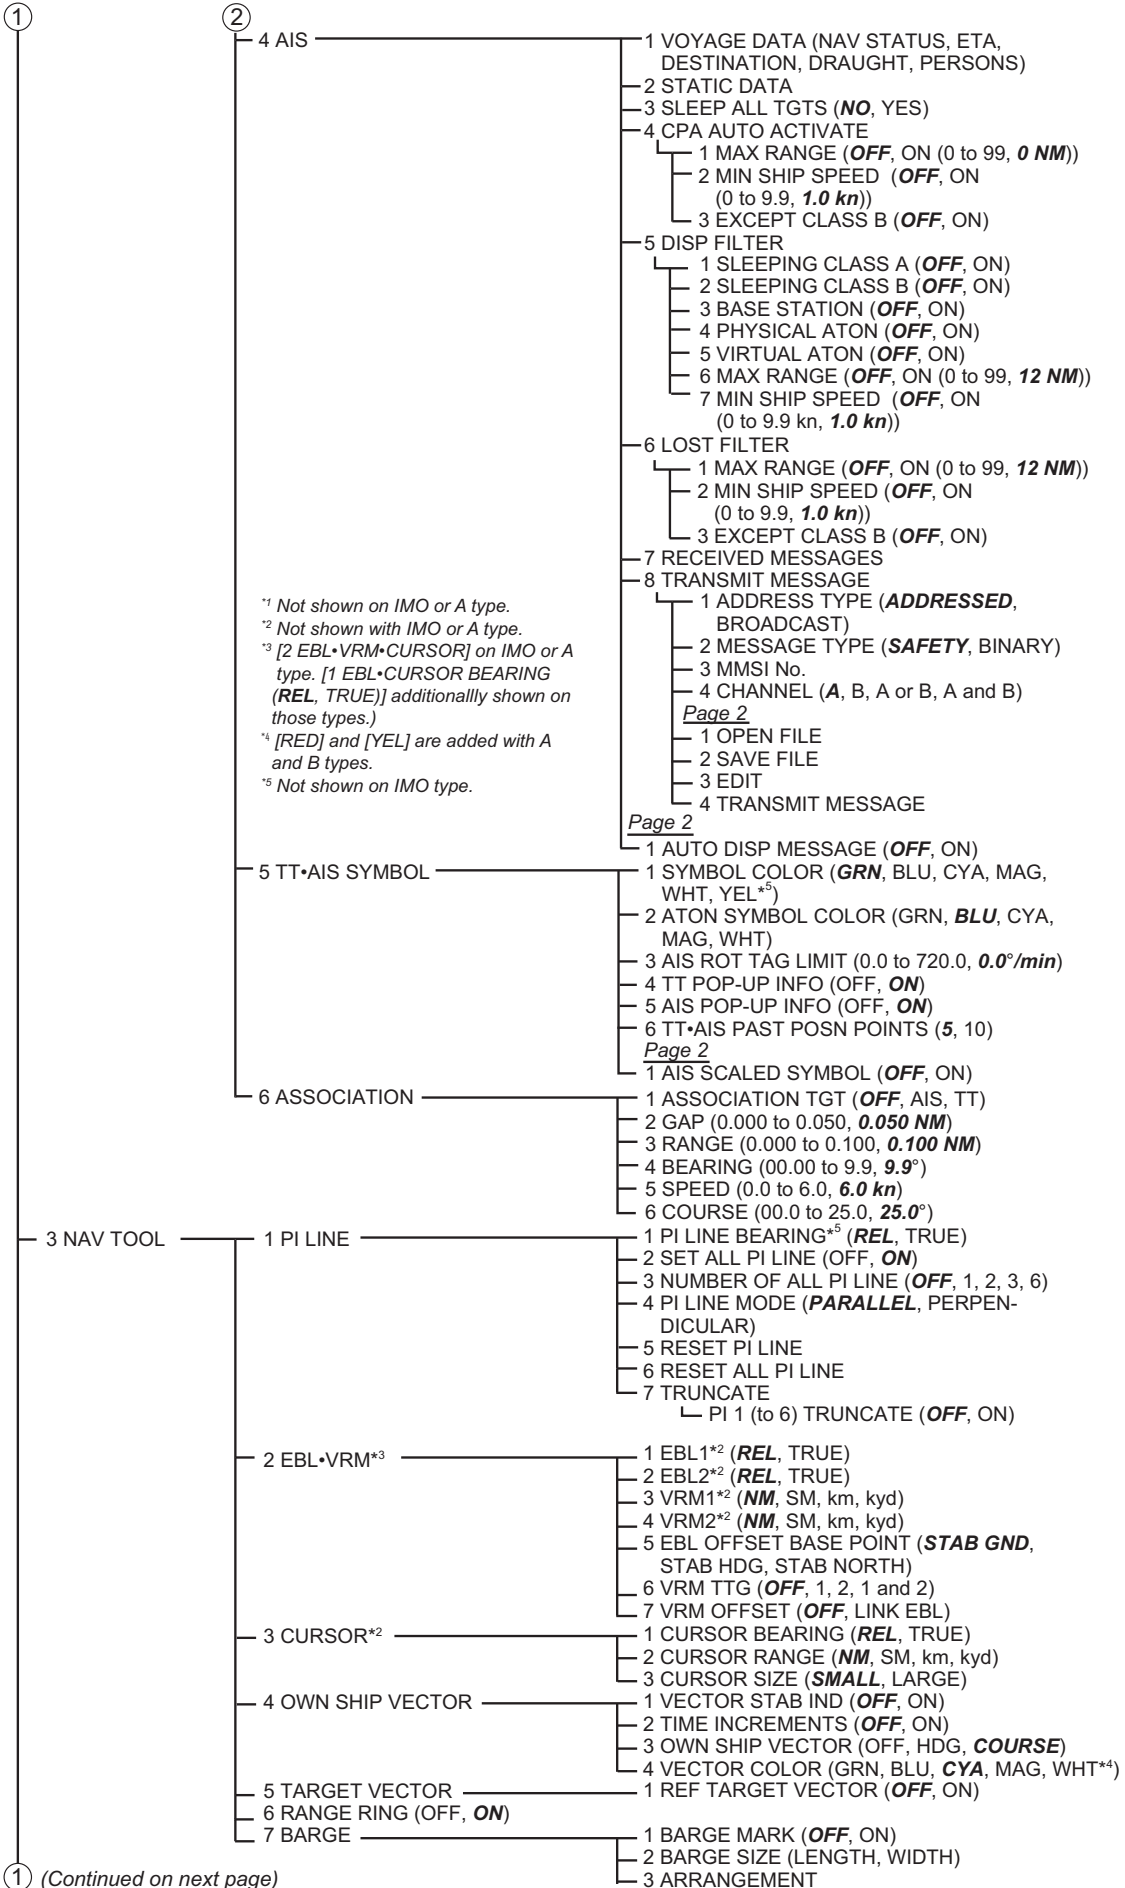 1
2
4 AIS
1 VOYAGE DATA (NAV STATUS, ETA,
DESTINATION, DRAUGHT, PERSONS)
2 STATIC DATA
3 SLEEP ALL TGTS (NO, YES)
4 CPA AUTO ACTIVATE
1 MAX RANGE (OFF, ON (0 to 99, 0 NM))
2 MIN SHIP SPEED (OFF, ON
(0 to 9.9, 1.0 kn))
3 EXCEPT CLASS B (OFF, ON)
5 DISP FILTER
1 SLEEPING CLASS A (OFF, ON)
2 SLEEPING CLASS B (OFF, ON)
3 BASE STATION (OFF, ON)
4 PHYSICAL ATON (OFF, ON)
5 VIRTUAL ATON (OFF, ON)
6 MAX RANGE (OFF, ON (0 to 99, 12 NM))
7 MIN SHIP SPEED (OFF, ON
(0 to 9.9 kn, 1.0 kn))
6 LOST FILTER
1 MAX RANGE (OFF, ON (0 to 99, 12 NM))
2 MIN SHIP SPEED (OFF, ON
(0 to 9.9, 1.0 kn))
3 EXCEPT CLASS B (OFF, ON)
7 RECEIVED MESSAGES
8 TRANSMIT MESSAGE
1 ADDRESS TYPE (ADDRESSED,
BROADCAST)
2 MESSAGE TYPE (SAFETY, BINARY)
3 MMSI No.
4 CHANNEL (A, B, A or B, A and B)
Page 2
1 OPEN FILE
2 SAVE FILE
3 EDIT
4 TRANSMIT MESSAGE
Page 2
1 AUTO DISP MESSAGE (OFF, ON)
*1 Not shown on IMO or A type.
*2 Not shown with IMO or A type.
*3 [2 EBL•VRM•CURSOR] on IMO or A
type. [1 EBL•CURSOR BEARING
(REL, TRUE)] additionallly shown on
those types.)
*4 [RED] and [YEL] are added with A
and B types.
*5 Not shown on IMO type.
5 TT•AIS SYMBOL
1 SYMBOL COLOR (GRN, BLU, CYA, MAG,
WHT, YEL*5)
2 ATON SYMBOL COLOR (GRN, BLU, CYA,
MAG, WHT)
3 AIS ROT TAG LIMIT (0.0 to 720.0, 0.0°/min)
4 TT POP-UP INFO (OFF, ON)
5 AIS POP-UP INFO (OFF, ON)
6 TT•AIS PAST POSN POINTS (5, 10)
Page 2
1 AIS SCALED SYMBOL (OFF, ON)
6 ASSOCIATION
1 ASSOCIATION TGT (OFF, AIS, TT)
2 GAP (0.000 to 0.050, 0.050 NM)
3 RANGE (0.000 to 0.100, 0.100 NM)
4 BEARING (00.00 to 9.9, 9.9°)
5 SPEED (0.0 to 6.0, 6.0 kn)
6 COURSE (00.0 to 25.0, 25.0°)
3 NAV TOOL
1 PI LINE
1 PI LINE BEARING*5 (REL, TRUE)
2 SET ALL PI LINE (OFF, ON)
3 NUMBER OF ALL PI LINE (OFF, 1, 2, 3, 6)
4 PI LINE MODE (PARALLEL, PERPEN-
DICULAR)
5 RESET PI LINE
6 RESET ALL PI LINE
7 TRUNCATE
PI 1 (to 6) TRUNCATE (OFF, ON)
2 EBL•VRM*3
1 EBL1*2 (REL, TRUE)
2 EBL2*2 (REL, TRUE)
3 VRM1*2 (NM, SM, km, kyd)
4 VRM2*2 (NM, SM, km, kyd)
5 EBL OFFSET BASE POINT (STAB GND,
STAB HDG, STAB NORTH)
6 VRM TTG (OFF, 1, 2, 1 and 2)
7 VRM OFFSET (OFF, LINK EBL)
3 CURSOR*2
1 CURSOR BEARING (REL, TRUE)
2 CURSOR RANGE (NM, SM, km, kyd)
3 CURSOR SIZE (SMALL, LARGE)
4 OWN SHIP VECTOR
1 VECTOR STAB IND (OFF, ON)
2 TIME INCREMENTS (OFF, ON)
3 OWN SHIP VECTOR (OFF, HDG, COURSE)
4 VECTOR COLOR (GRN, BLU, CYA, MAG, WHT*4)
5 TARGET VECTOR
1 REF TARGET VECTOR (OFF, ON)
6 RANGE RING (OFF, ON)
7 BARGE
1 BARGE MARK (OFF, ON)
2 BARGE SIZE (LENGTH, WIDTH)
3 ARRANGEMENT
1 (Continued on next page)